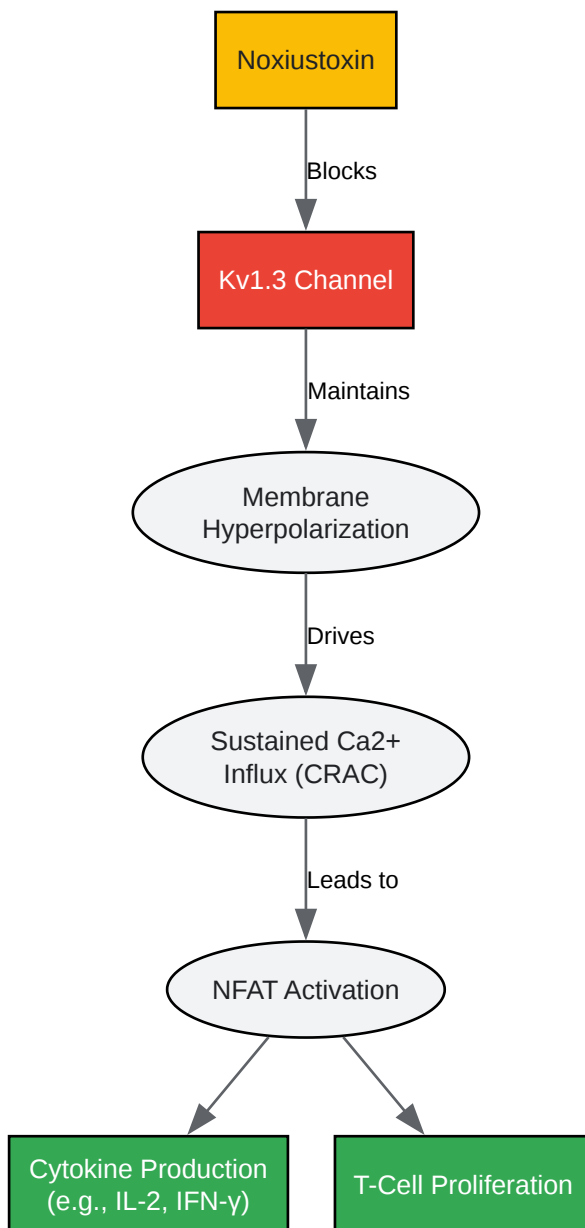 Noxiustoxin
Blocks
Kv1.3 Channel
Maintains
Membrane
Hyperpolarization
Drives
Sustained Ca2+
Influx (CRAC)
Leads to
NFAT Activation
Cytokine Production
(e.g., IL-2, IFN-γ)
T-Cell Proliferation